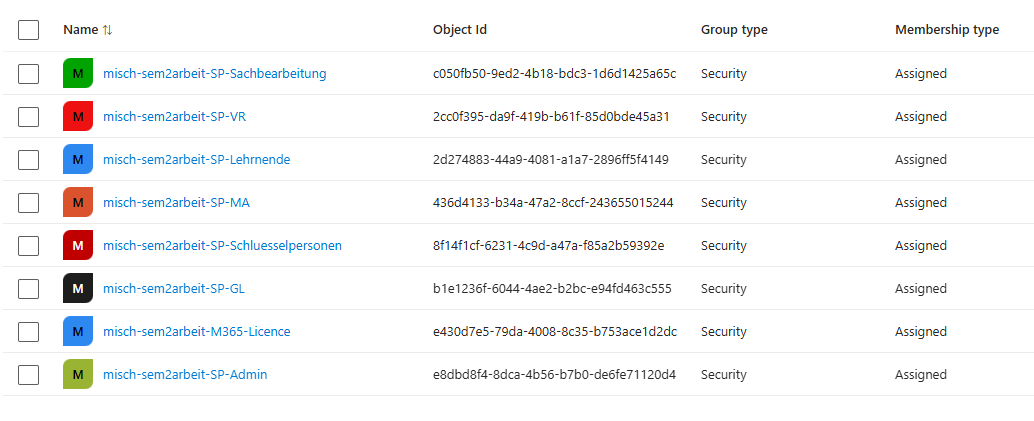 Name ↑↓ Object Id Group type Membership type
M misch-sem2arbeit-SP-Sachbearbeitung c050fb50-9ed2-4b18-bdc3-1d6d1425a65c Security Assigned
M misch-sem2arbeit-SP-VR 2cc0f395-da9f-419b-b61f-85d0bde45a31 Security Assigned
M misch-sem2arbeit-SP-Lehrnende 2d274883-44a9-4081-a1a7-2896ff5f4149 Security Assigned
M misch-sem2arbeit-SP-MA 436d4133-b34a-47a2-8ccf-243655015244 Security Assigned
M misch-sem2arbeit-SP-Schluesselpersonen 8f14f1cf-6231-4c9d-a47a-f85a2b59392e Security Assigned
M misch-sem2arbeit-SP-GL b1e1236f-6044-4ae2-b2bc-e94fd463c555 Security Assigned
M misch-sem2arbeit-M365-Licence e430d7e5-79da-4008-8c35-b753ace1d2dc Security Assigned
M misch-sem2arbeit-SP-Admin e8dbd8f4-8dca-4b56-b7b0-de6fe71120d4 Security Assigned